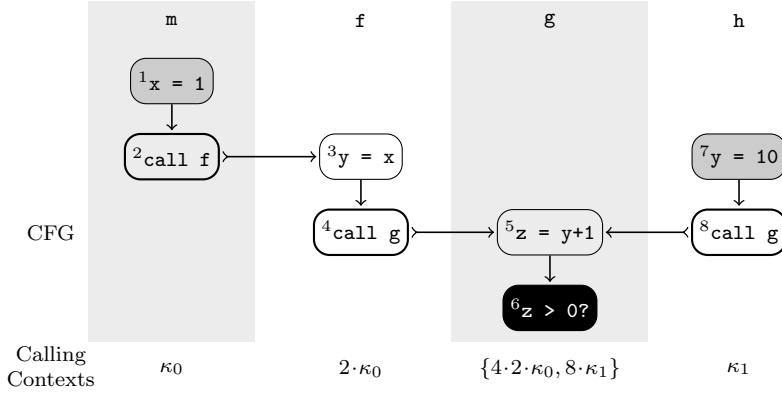 m f g h
¹x = 1
²call f ³y = x ⁷y = 10
CFG ⁴call g ⁵z = y+1 ⁸call g
⁶z > 0?
Calling
Contexts κ₀ 2·κ₀ {4·2·κ₀, 8·κ₁} κ₁